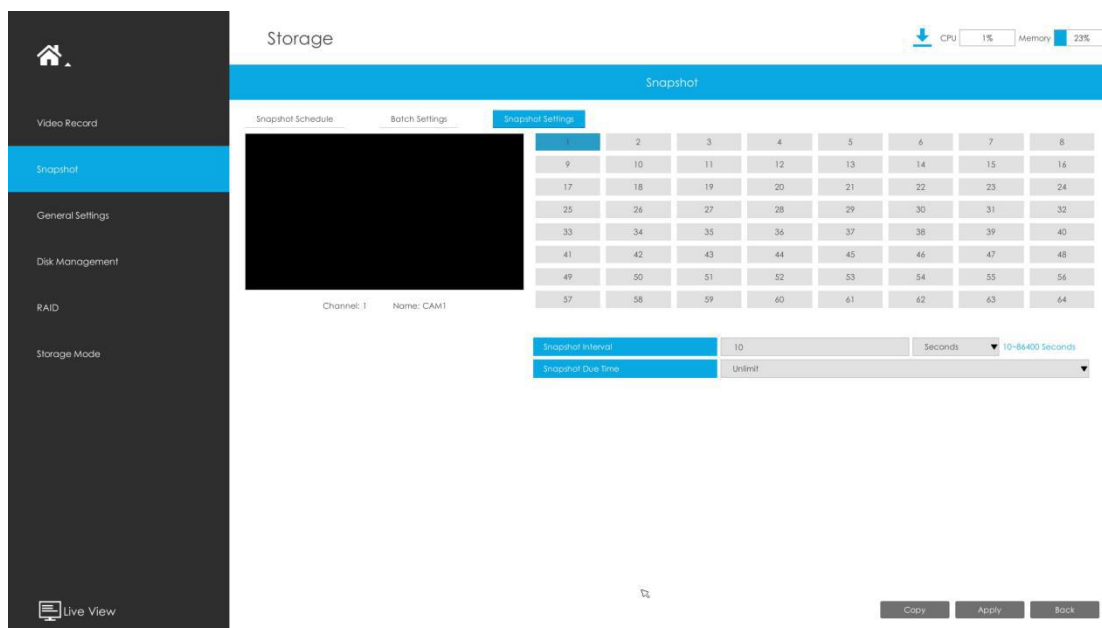 Storage
CPU 1% Memory 23%
Snapshot
Video Record
Snapshot
General Settings
Disk Management
RAID
Storage Mode
Live View
Snapshot Schedule Batch Settings Snapshot Settings
1 2 3 4 5 6 7 8
9 10 11 12 13 14 15 16
17 18 19 20 21 22 23 24
25 26 27 28 29 30 31 32
33 34 35 36 37 38 39 40
41 42 43 44 45 46 47 48
49 50 51 52 53 54 55 56
57 58 59 60 61 62 63 64
Channel: 1 Name: CAM1
Snapshot Interval 10 Seconds 10~86400 Seconds
Snapshot Due Time Unlimit
Copy Apply Back